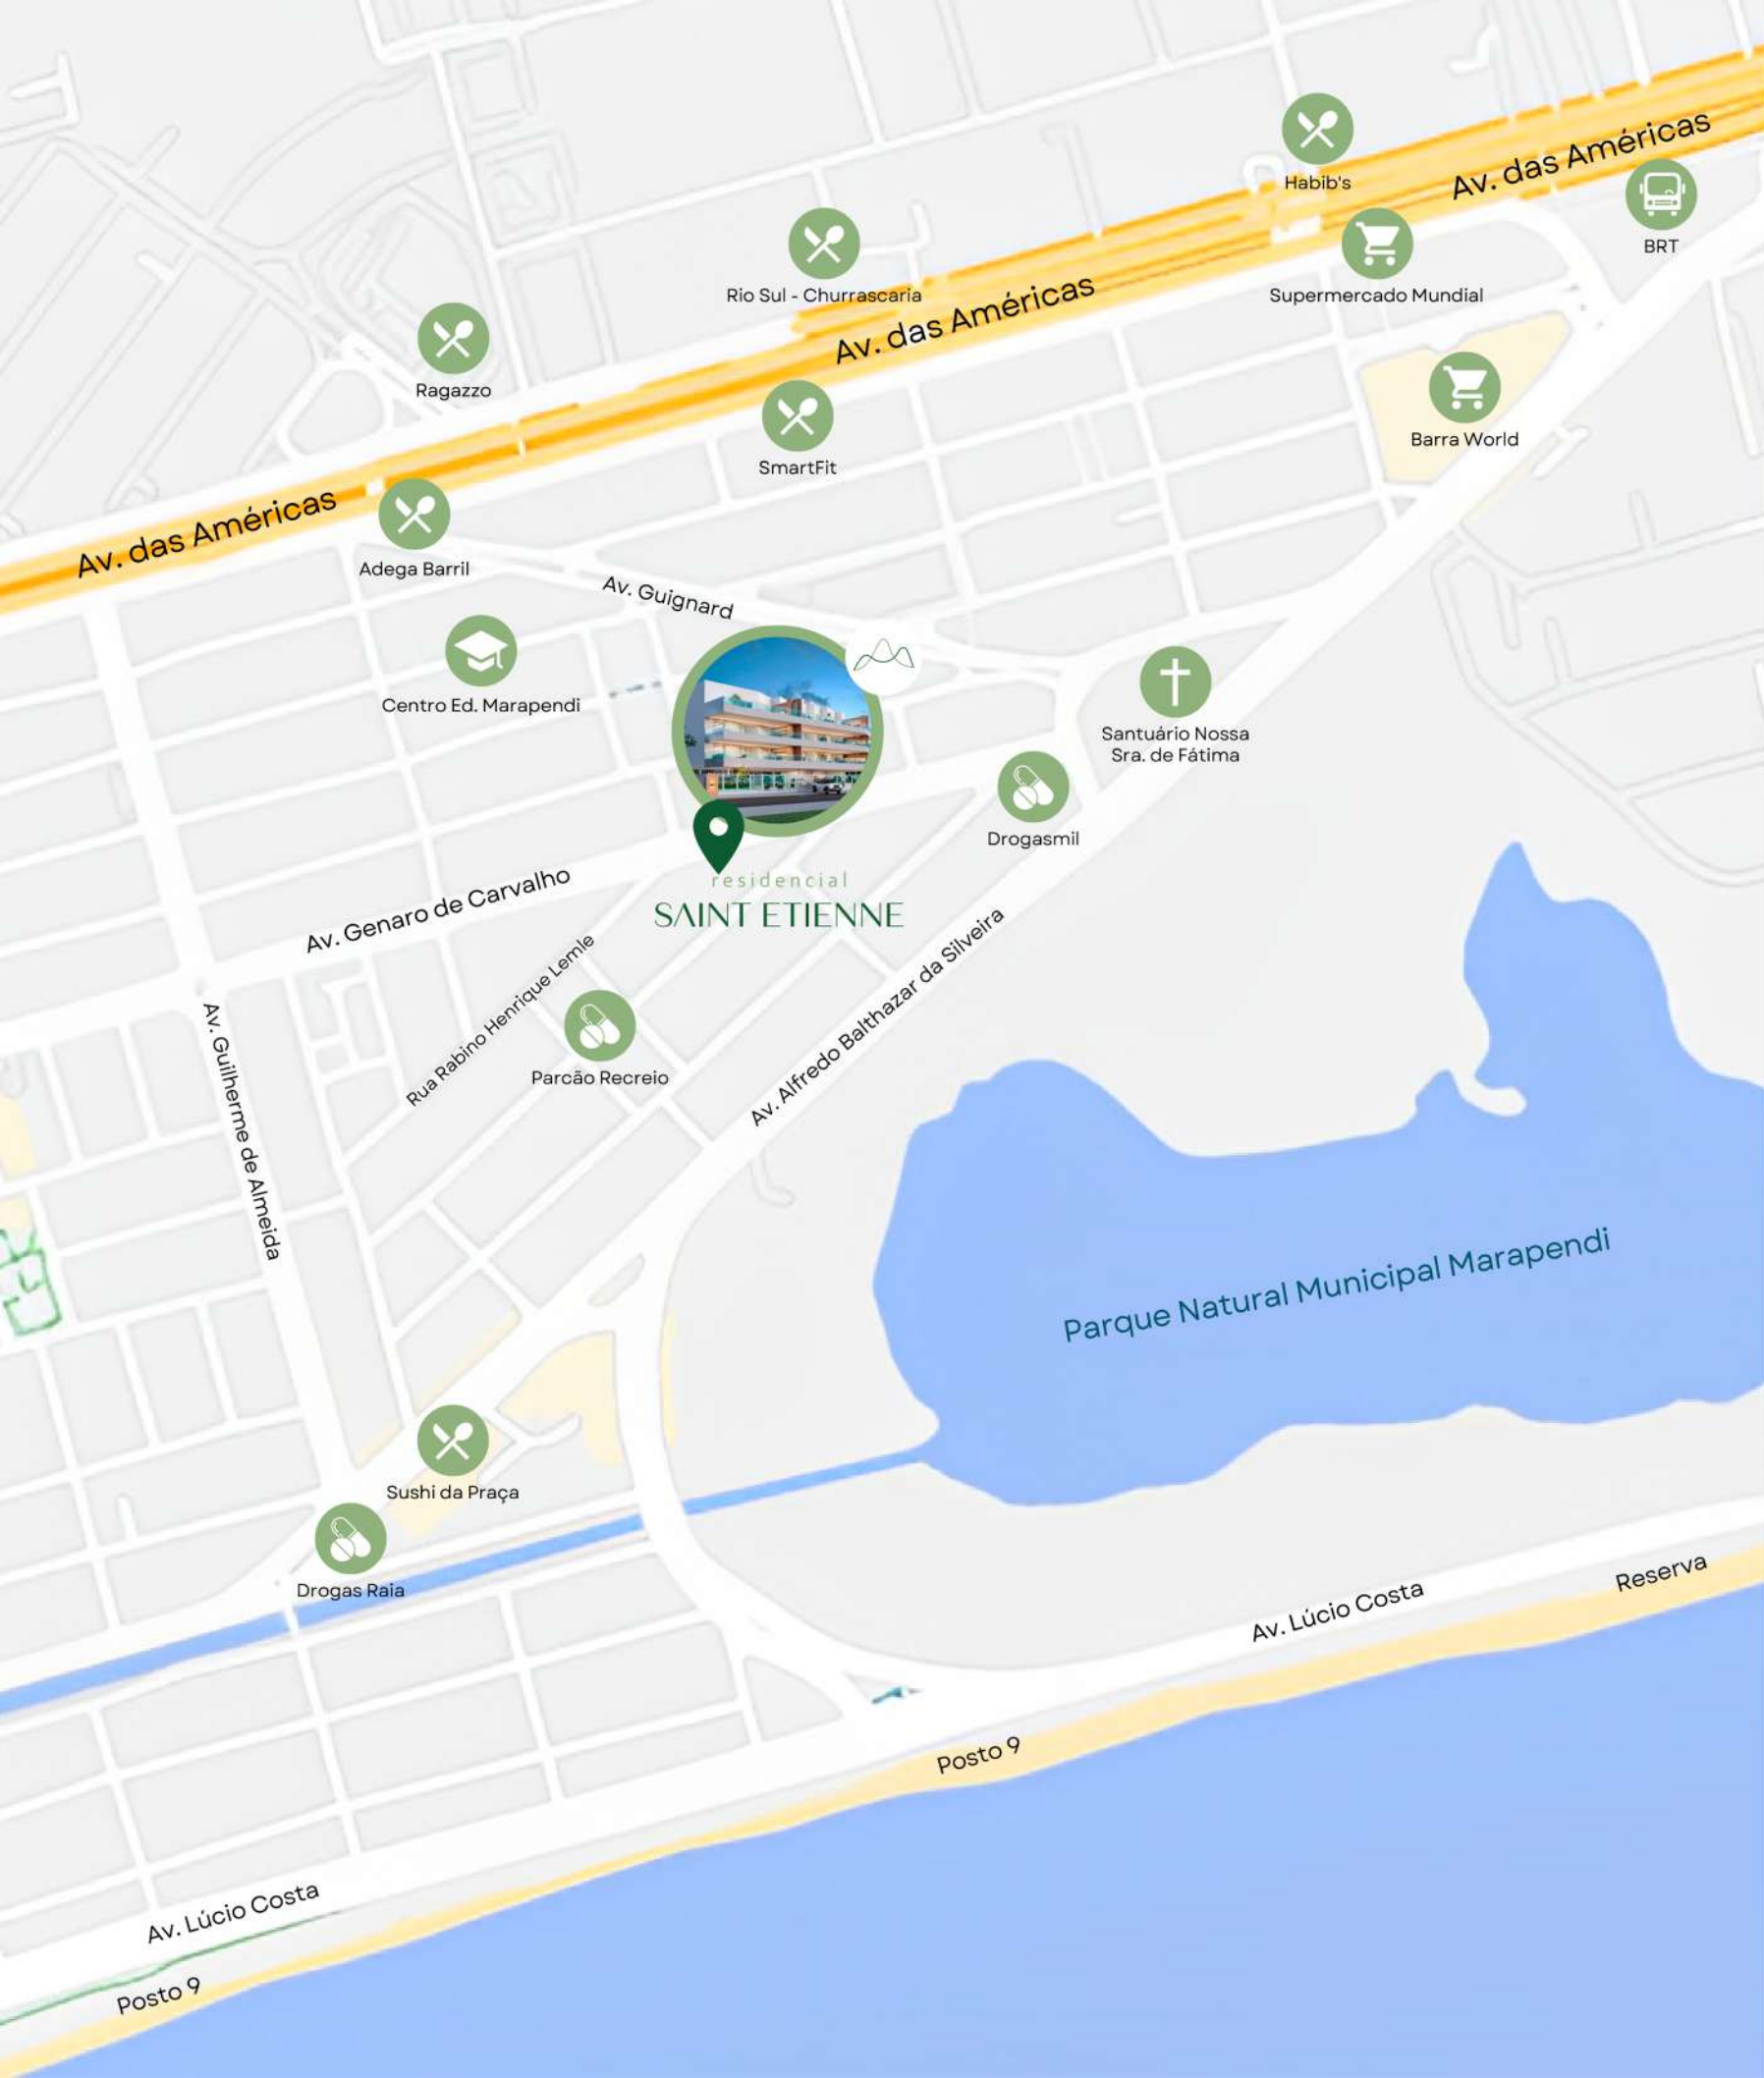 Habib's
Av. das Américas
BRT
Rio Sul - Churrascaria
Supermercado Mundial
Av. das Américas
Ragazzo
Barra World
SmartFit
Av. das Américas
Adega Barril
Av. Guignard
Centro Ed. Marapendi
Santuário Nossa
Sra. de Fátima
Drogasmil
residencial
SAINT ETIENNE
Av. Genaro de Carvalho
Rua Rabino Henrique Lemle
Av. Alfredo Balthazar da Silveira
Av. Guilherme de Almeida
Parcão Recreio
Parque Natural Municipal Marapendi
Sushi da Praça
Drogas Raia
Reserva
Av. Lúcio Costa
Posto 9
Av. Lúcio Costa
Posto 9